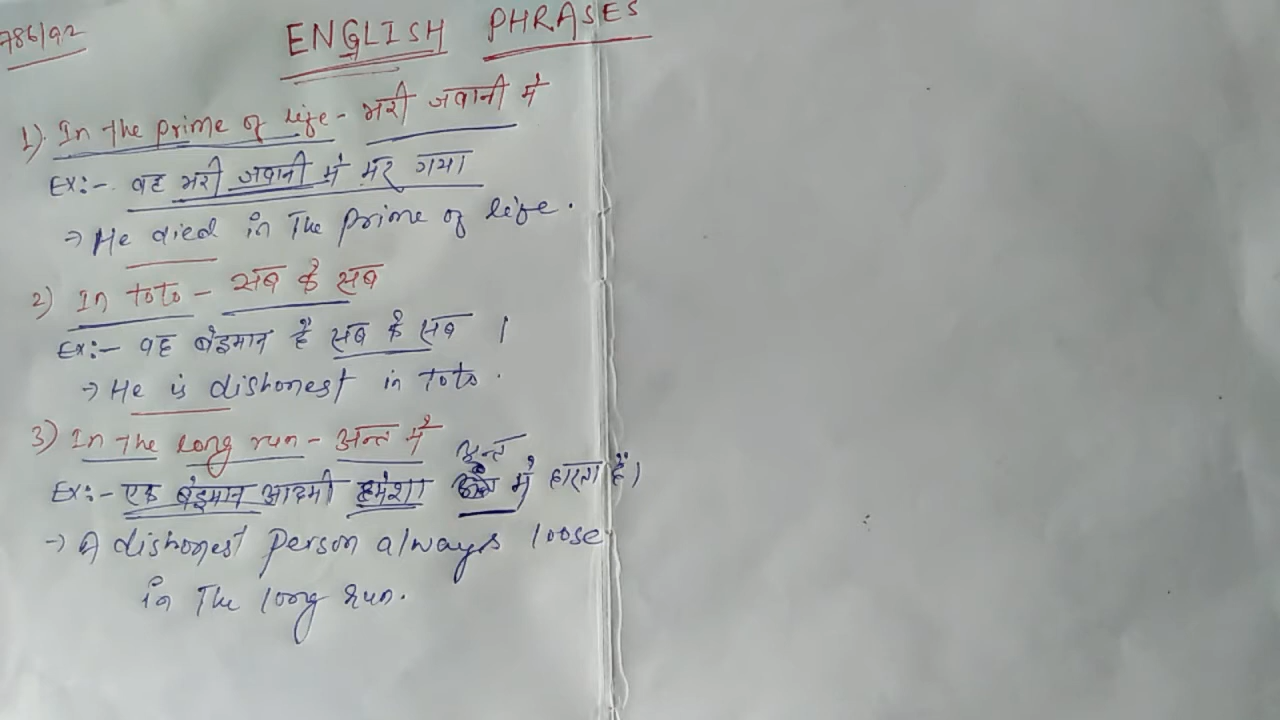 786/92
ENGLISH PHRASES
1) In the prime of life - भरी जवानी मे
Ex:- वह भरी जवानी मे मर गया
→ He died in The prime of life.
2) In toto - सब के सब
Ex:- वह बेइमान है सब के सब ।
→ He is dishonest in toto.
3) In the long run - अन्त मे
अन्त
Ex:- एक बेइमान आदमी हमेशा मे हारता हैं।
→ A dishonest person always loose
in The long run.